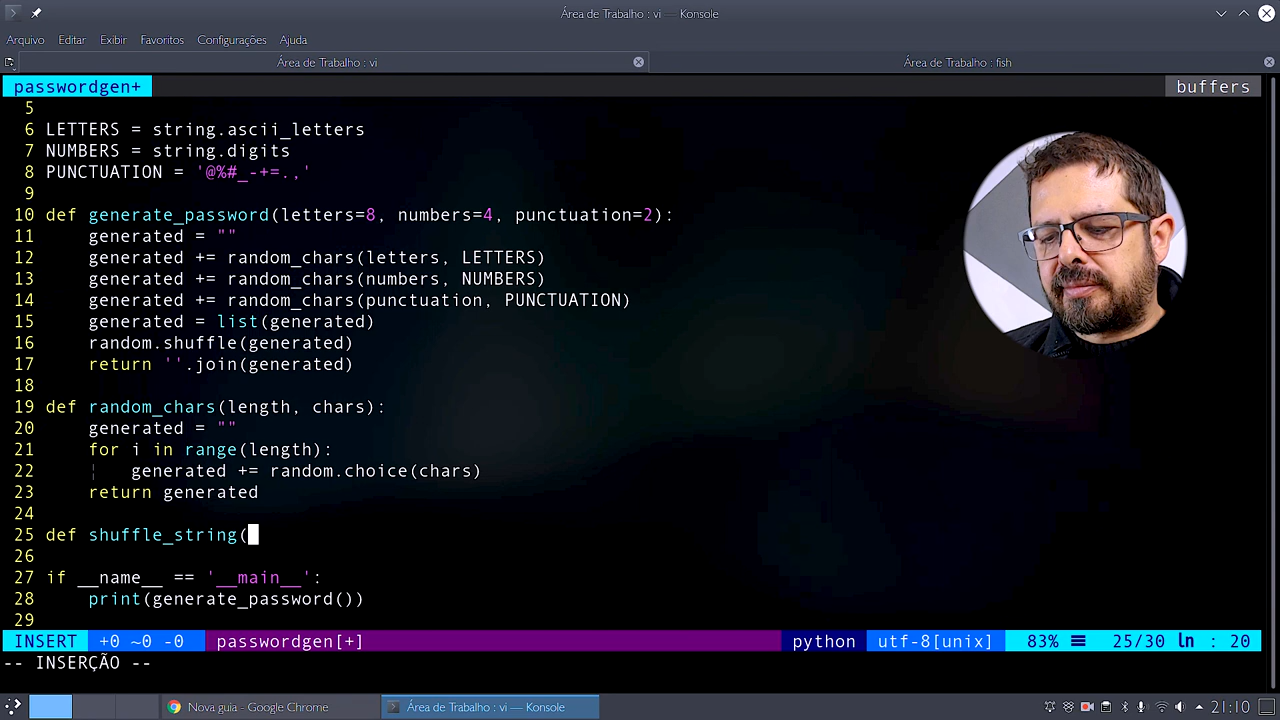 Área de Trabalho : vi — Konsole
Arquivo Editar Exibir Favoritos Configurações Ajuda
Área de Trabalho : vi
Área de Trabalho : fish
passwordgen+ buffers
5
6 LETTERS = string.ascii_letters
7 NUMBERS = string.digits
8 PUNCTUATION = '@%#_-+=.,'
9
10 def generate_password(letters=8, numbers=4, punctuation=2):
11 generated = ""
12 generated += random_chars(letters, LETTERS)
13 generated += random_chars(numbers, NUMBERS)
14 generated += random_chars(punctuation, PUNCTUATION)
15 generated = list(generated)
16 random.shuffle(generated)
17 return ''.join(generated)
18
19 def random_chars(length, chars):
20 generated = ""
21 for i in range(length):
22 ¦ generated += random.choice(chars)
23 return generated
24
25 def shuffle_string(
26
27 if __name__ == '__main__':
28 print(generate_password())
29
INSERT +0 ~0 -0 passwordgen[+] python utf-8[unix] 83% ≡ 25/30 ln : 20
-- INSERÇÃO --
Nova guia - Google Chrome
Área de Trabalho : vi — Konsole
21:10